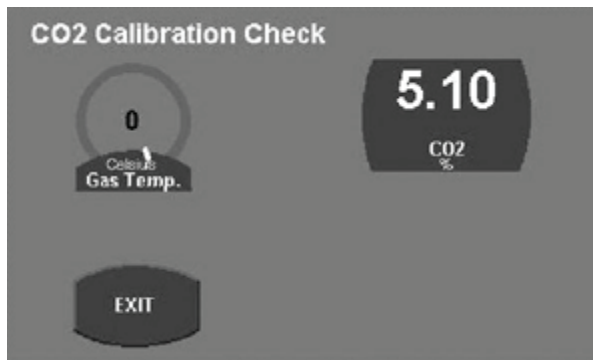 CO2 Calibration Check
0
Celsius
Gas Temp.
5.10
CO2
%
EXIT